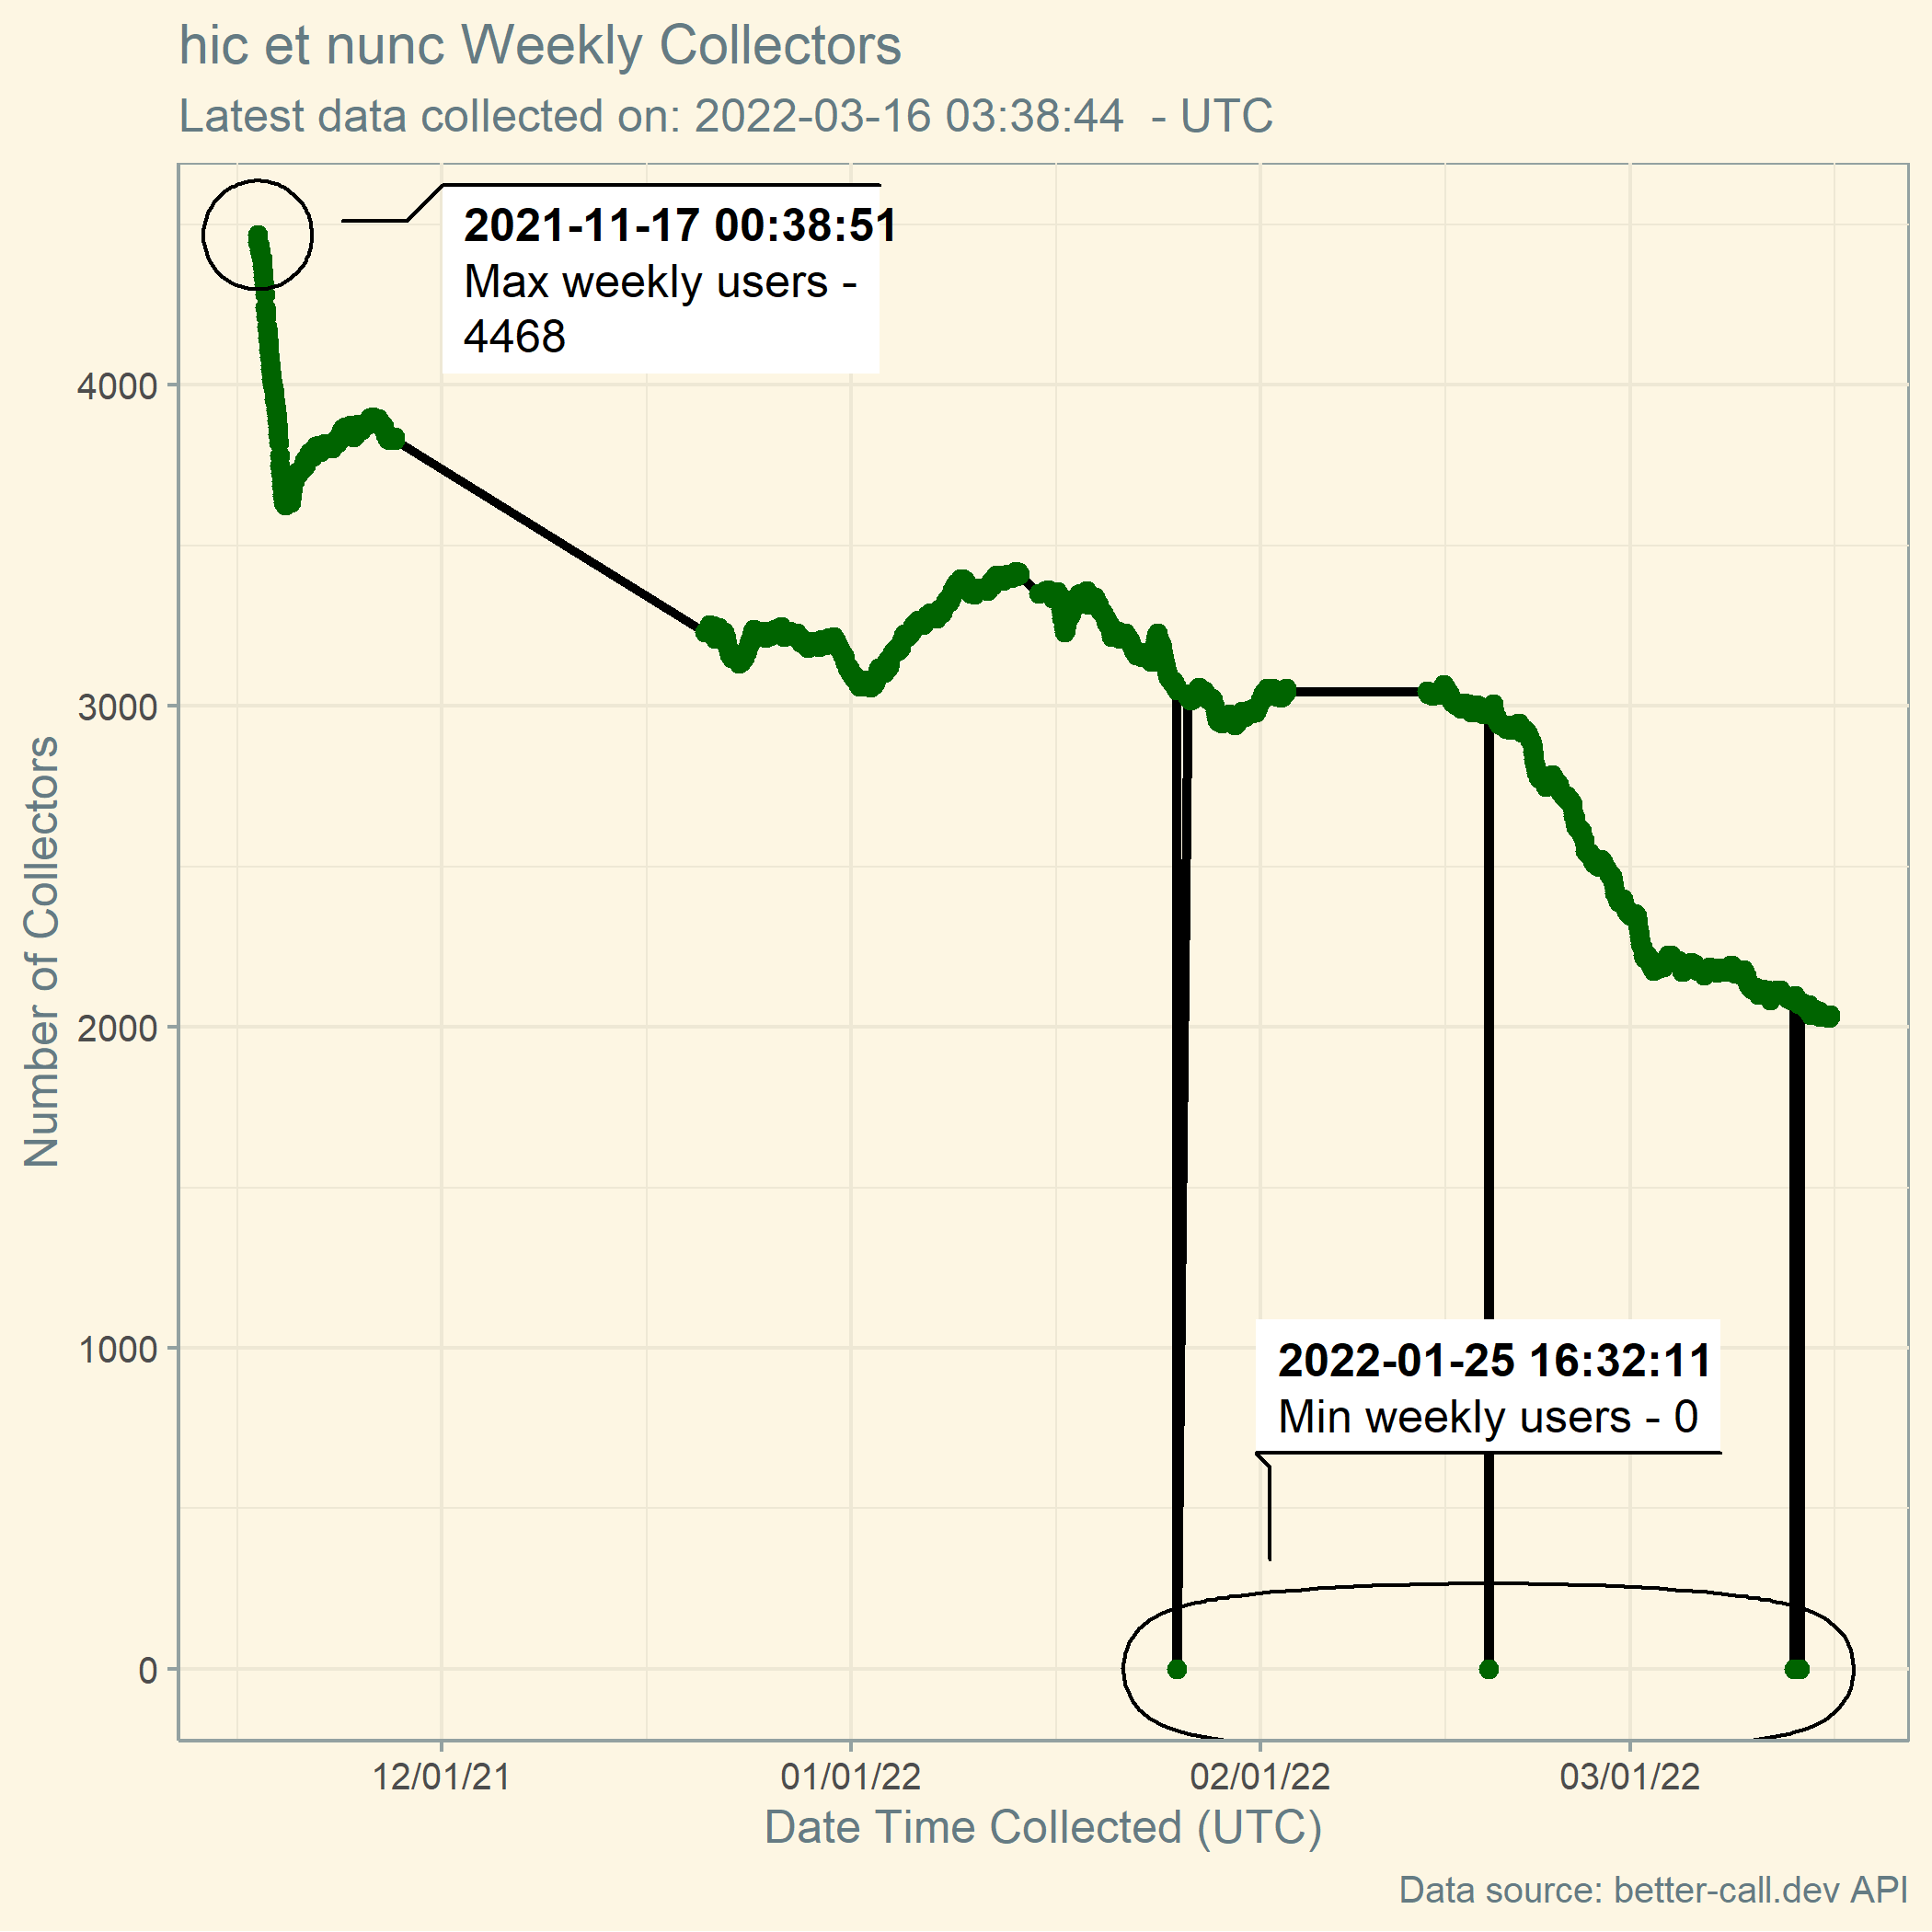 hic et nunc Weekly Collectors
Latest data collected on: 2022-03-16 03:38:44  - UTC
2021-11-17 00:38:51
Max weekly users -
4468
4000
3000
2000
1000
0
Number of Collectors
2022-01-25 16:32:11
Min weekly users - 0
12/01/21
01/01/22
02/01/22
03/01/22
Date Time Collected (UTC)
Data source: better-call.dev API